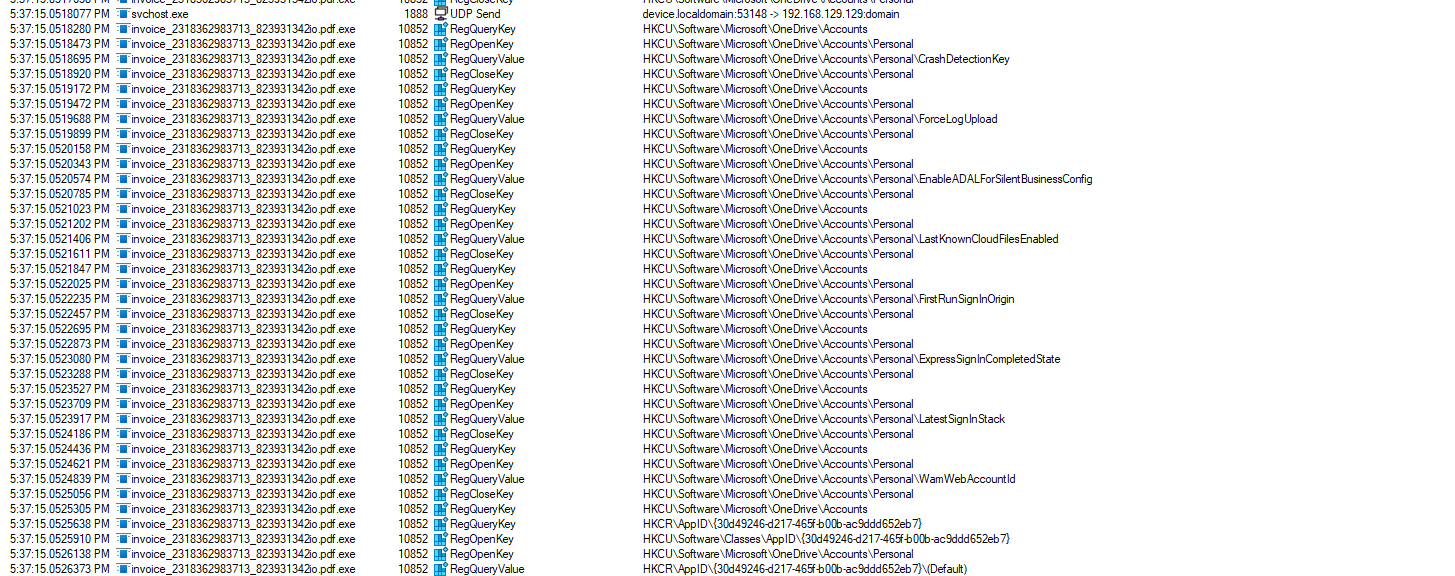 5:37:15.0518077 PM svchost.exe 1888 UDP Send device.localdomain:53148 -> 192.168.129.129:domain
5:37:15.0518280 PM invoice_2318362983713_823931342io.pdf.exe 10852 RegQueryKey HKCU\Software\Microsoft\OneDrive\Accounts
5:37:15.0518473 PM invoice_2318362983713_823931342io.pdf.exe 10852 RegOpenKey HKCU\Software\Microsoft\OneDrive\Accounts\Personal
5:37:15.0518695 PM invoice_2318362983713_823931342io.pdf.exe 10852 RegQueryValue HKCU\Software\Microsoft\OneDrive\Accounts\Personal\CrashDetectionKey
5:37:15.0518920 PM invoice_2318362983713_823931342io.pdf.exe 10852 RegCloseKey HKCU\Software\Microsoft\OneDrive\Accounts\Personal
5:37:15.0519172 PM invoice_2318362983713_823931342io.pdf.exe 10852 RegQueryKey HKCU\Software\Microsoft\OneDrive\Accounts
5:37:15.0519472 PM invoice_2318362983713_823931342io.pdf.exe 10852 RegOpenKey HKCU\Software\Microsoft\OneDrive\Accounts\Personal
5:37:15.0519688 PM invoice_2318362983713_823931342io.pdf.exe 10852 RegQueryValue HKCU\Software\Microsoft\OneDrive\Accounts\Personal\ForceLogUpload
5:37:15.0519899 PM invoice_2318362983713_823931342io.pdf.exe 10852 RegCloseKey HKCU\Software\Microsoft\OneDrive\Accounts\Personal
5:37:15.0520158 PM invoice_2318362983713_823931342io.pdf.exe 10852 RegQueryKey HKCU\Software\Microsoft\OneDrive\Accounts
5:37:15.0520343 PM invoice_2318362983713_823931342io.pdf.exe 10852 RegOpenKey HKCU\Software\Microsoft\OneDrive\Accounts\Personal
5:37:15.0520574 PM invoice_2318362983713_823931342io.pdf.exe 10852 RegQueryValue HKCU\Software\Microsoft\OneDrive\Accounts\Personal\EnableADALForSilentBusinessConfig
5:37:15.0520785 PM invoice_2318362983713_823931342io.pdf.exe 10852 RegCloseKey HKCU\Software\Microsoft\OneDrive\Accounts\Personal
5:37:15.0521023 PM invoice_2318362983713_823931342io.pdf.exe 10852 RegQueryKey HKCU\Software\Microsoft\OneDrive\Accounts
5:37:15.0521202 PM invoice_2318362983713_823931342io.pdf.exe 10852 RegOpenKey HKCU\Software\Microsoft\OneDrive\Accounts\Personal
5:37:15.0521406 PM invoice_2318362983713_823931342io.pdf.exe 10852 RegQueryValue HKCU\Software\Microsoft\OneDrive\Accounts\Personal\LastKnownCloudFilesEnabled
5:37:15.0521611 PM invoice_2318362983713_823931342io.pdf.exe 10852 RegCloseKey HKCU\Software\Microsoft\OneDrive\Accounts\Personal
5:37:15.0521847 PM invoice_2318362983713_823931342io.pdf.exe 10852 RegQueryKey HKCU\Software\Microsoft\OneDrive\Accounts
5:37:15.0522025 PM invoice_2318362983713_823931342io.pdf.exe 10852 RegOpenKey HKCU\Software\Microsoft\OneDrive\Accounts\Personal
5:37:15.0522235 PM invoice_2318362983713_823931342io.pdf.exe 10852 RegQueryValue HKCU\Software\Microsoft\OneDrive\Accounts\Personal\FirstRunSignInOrigin
5:37:15.0522457 PM invoice_2318362983713_823931342io.pdf.exe 10852 RegCloseKey HKCU\Software\Microsoft\OneDrive\Accounts\Personal
5:37:15.0522695 PM invoice_2318362983713_823931342io.pdf.exe 10852 RegQueryKey HKCU\Software\Microsoft\OneDrive\Accounts
5:37:15.0522873 PM invoice_2318362983713_823931342io.pdf.exe 10852 RegOpenKey HKCU\Software\Microsoft\OneDrive\Accounts\Personal
5:37:15.0523080 PM invoice_2318362983713_823931342io.pdf.exe 10852 RegQueryValue HKCU\Software\Microsoft\OneDrive\Accounts\Personal\ExpressSignInCompletedState
5:37:15.0523288 PM invoice_2318362983713_823931342io.pdf.exe 10852 RegCloseKey HKCU\Software\Microsoft\OneDrive\Accounts\Personal
5:37:15.0523527 PM invoice_2318362983713_823931342io.pdf.exe 10852 RegQueryKey HKCU\Software\Microsoft\OneDrive\Accounts
5:37:15.0523709 PM invoice_2318362983713_823931342io.pdf.exe 10852 RegOpenKey HKCU\Software\Microsoft\OneDrive\Accounts\Personal
5:37:15.0523917 PM invoice_2318362983713_823931342io.pdf.exe 10852 RegQueryValue HKCU\Software\Microsoft\OneDrive\Accounts\Personal\LatestSignInStack
5:37:15.0524186 PM invoice_2318362983713_823931342io.pdf.exe 10852 RegCloseKey HKCU\Software\Microsoft\OneDrive\Accounts\Personal
5:37:15.0524436 PM invoice_2318362983713_823931342io.pdf.exe 10852 RegQueryKey HKCU\Software\Microsoft\OneDrive\Accounts
5:37:15.0524621 PM invoice_2318362983713_823931342io.pdf.exe 10852 RegOpenKey HKCU\Software\Microsoft\OneDrive\Accounts\Personal
5:37:15.0524839 PM invoice_2318362983713_823931342io.pdf.exe 10852 RegQueryValue HKCU\Software\Microsoft\OneDrive\Accounts\Personal\WamWebAccountId
5:37:15.0525056 PM invoice_2318362983713_823931342io.pdf.exe 10852 RegCloseKey HKCU\Software\Microsoft\OneDrive\Accounts\Personal
5:37:15.0525305 PM invoice_2318362983713_823931342io.pdf.exe 10852 RegQueryKey HKCU\Software\Microsoft\OneDrive\Accounts
5:37:15.0525638 PM invoice_2318362983713_823931342io.pdf.exe 10852 RegQueryKey HKCR\AppID\{30d49246-d217-465f-b00b-ac9ddd652eb7}
5:37:15.0525910 PM invoice_2318362983713_823931342io.pdf.exe 10852 RegOpenKey HKCU\Software\Classes\AppID\{30d49246-d217-465f-b00b-ac9ddd652eb7}
5:37:15.0526138 PM invoice_2318362983713_823931342io.pdf.exe 10852 RegOpenKey HKCU\Software\Microsoft\OneDrive\Accounts\Personal
5:37:15.0526373 PM invoice_2318362983713_823931342io.pdf.exe 10852 RegQueryValue HKCR\AppID\{30d49246-d217-465f-b00b-ac9ddd652eb7}\(Default)